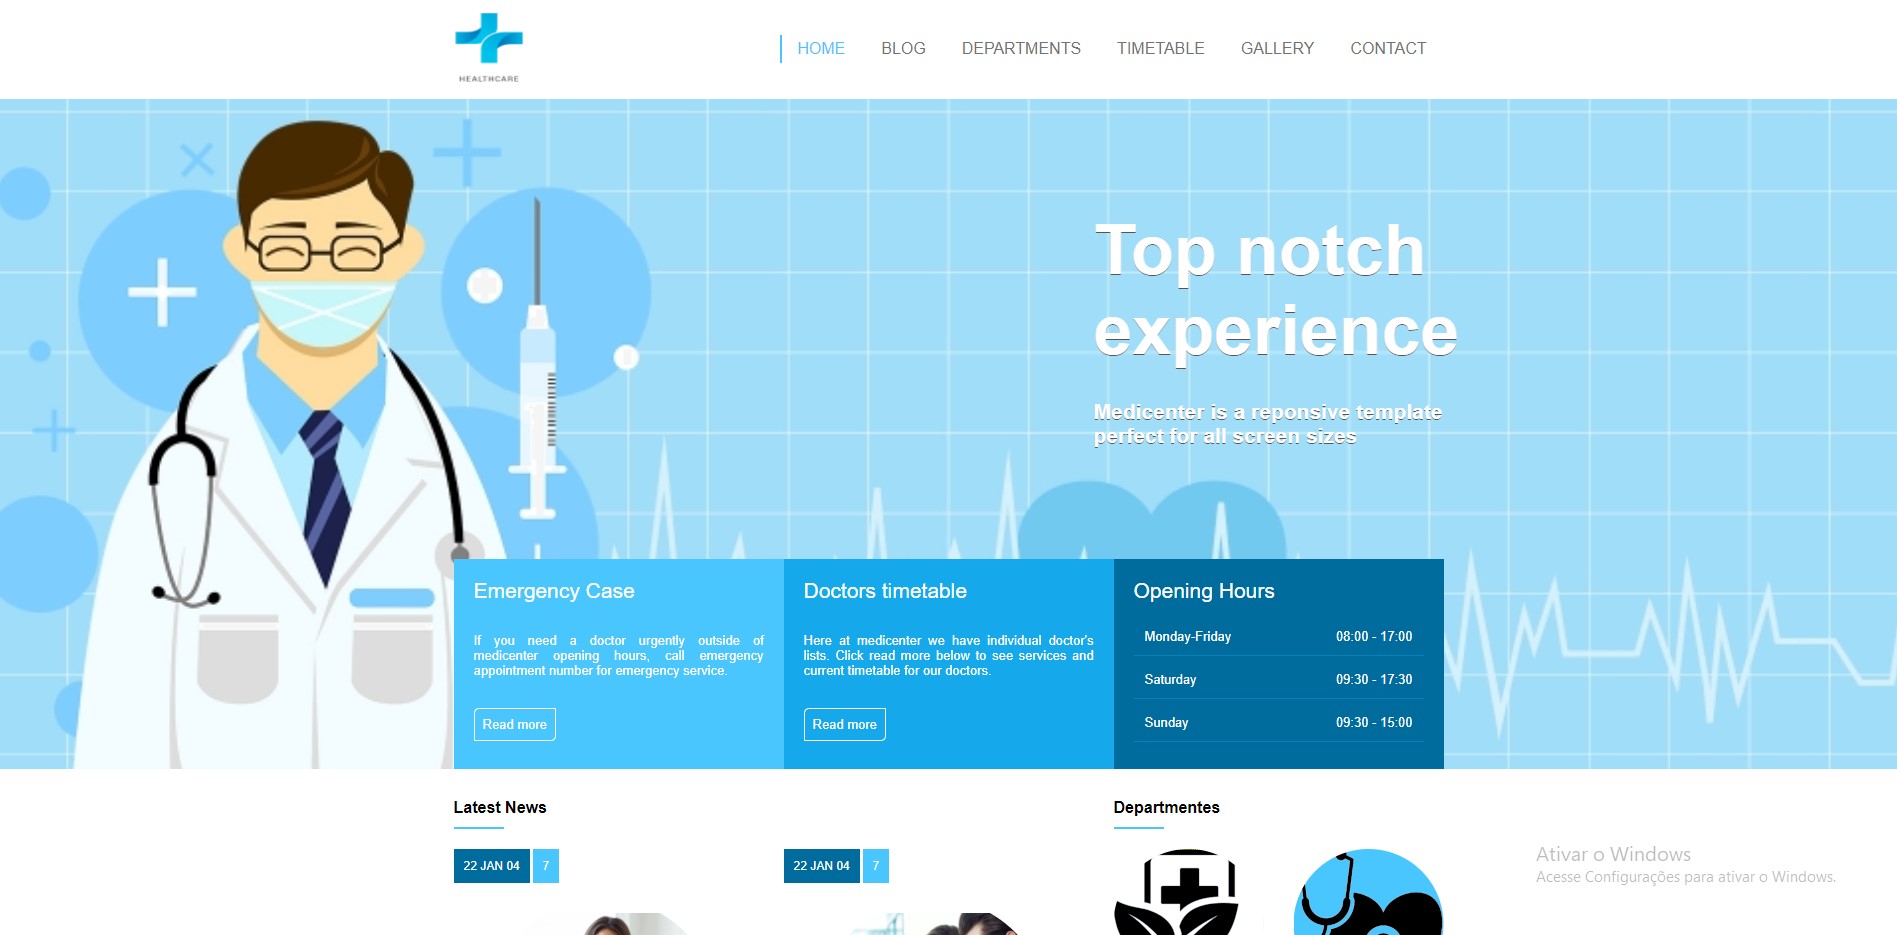 HEALTHCARE
HOME BLOG DEPARTMENTS TIMETABLE GALLERY CONTACT
Top notch
experience
Medicenter is a reponsive template
perfect for all screen sizes
Emergency Case
If you need a doctor urgently outside of
medicenter opening hours, call emergency
appointment number for emergency service.
Read more
Doctors timetable
Here at medicenter we have individual doctor's
lists. Click read more below to see services and
current timetable for our doctors.
Read more
Opening Hours
Monday-Friday 08:00 - 17:00
Saturday 09:30 - 17:30
Sunday 09:30 - 15:00
Latest News
22 JAN 04 7
22 JAN 04 7
Departmentes
Ativar o Windows
Acesse Configurações para ativar o Windows.